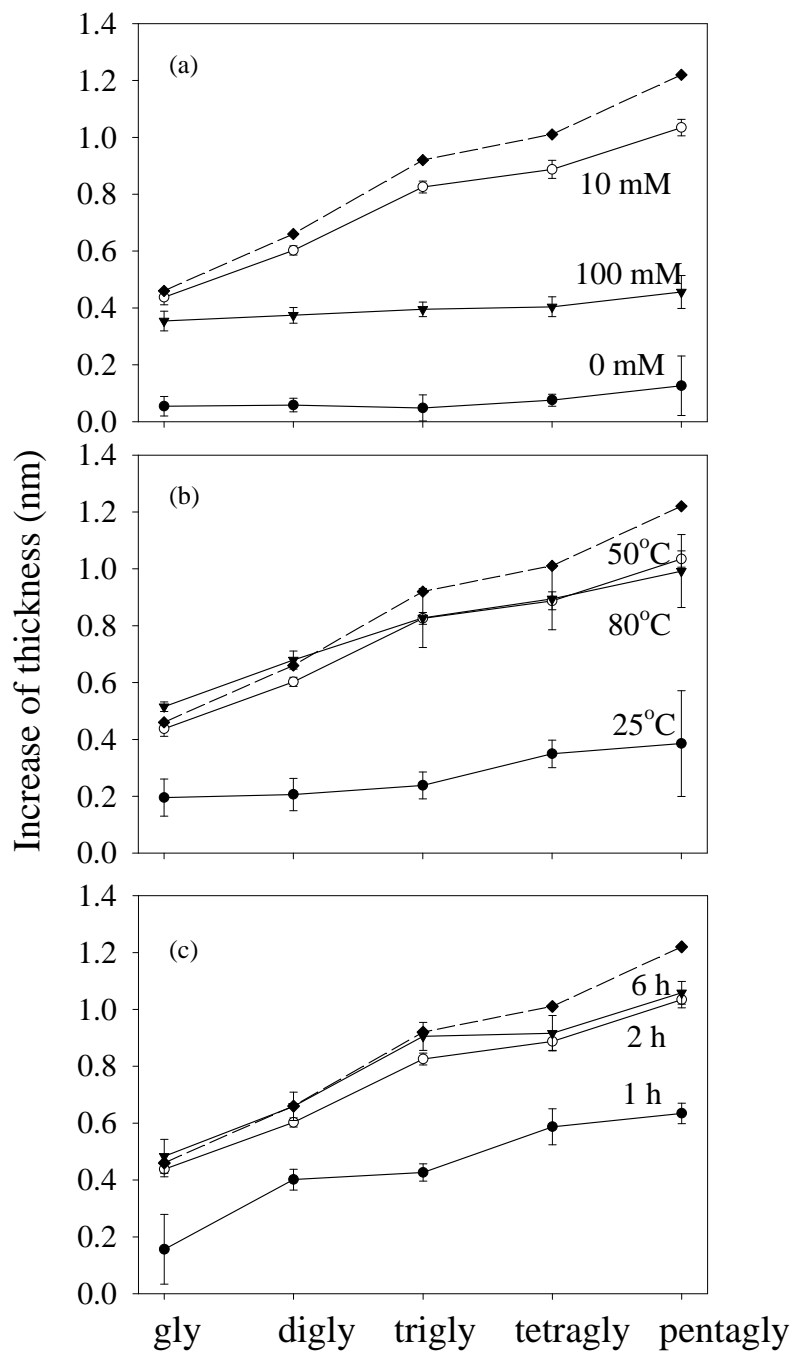 1.4
(a)
1.2
1.0
10 mM
0.8
0.6
100 mM
0.4
0 mM
0.2
0.0
Increase of thickness (nm)
1.4
(b)
1.2
50°C
1.0
80°C
0.8
0.6
25°C
0.4
0.2
0.0
1.4
(c)
1.2
6 h
1.0
2 h
0.8
1 h
0.6
0.4
0.2
0.0
gly digly trigly tetragly pentagly